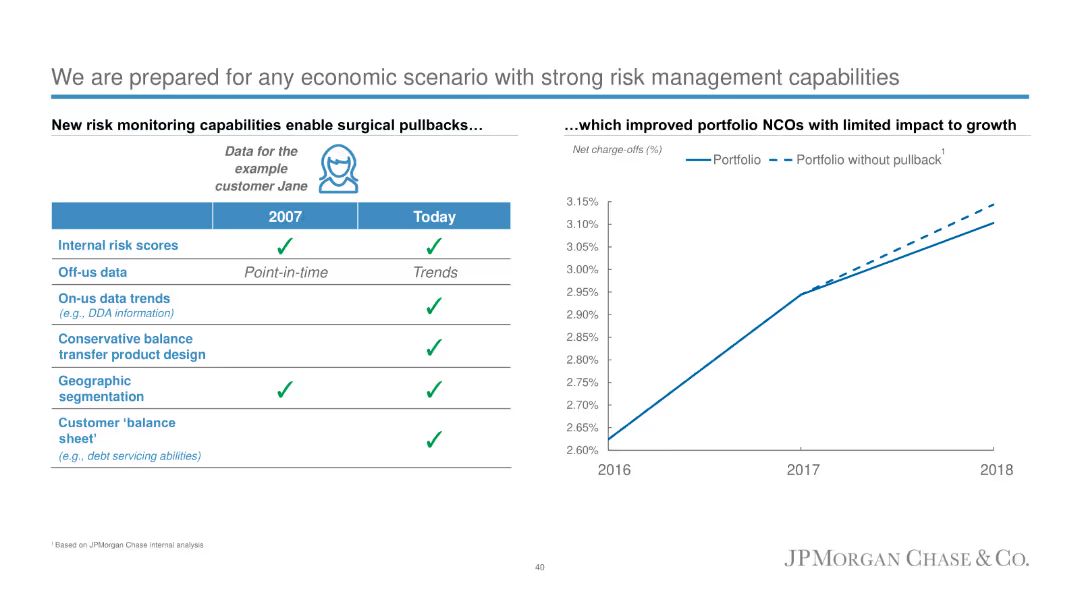 We are prepared for any economic scenario with strong risk management capabilities
New risk monitoring capabilities enable surgical pullbacks…
Data for the
example
customer Jane
2007 Today
Internal risk scores ✓ ✓
Off-us data Point-in-time Trends
On-us data trends ✓
(e.g., DDA information)
Conservative balance
transfer product design ✓
Geographic
segmentation ✓ ✓
Customer ‘balance
sheet’ ✓
(e.g., debt servicing abilities)
…which improved portfolio NCOs with limited impact to growth
Net charge-offs (%)
Portfolio Portfolio without pullback1
3.15%
3.10%
3.05%
3.00%
2.95%
2.90%
2.85%
2.80%
2.75%
2.70%
2.65%
2.60%
2016 2017 2018
1 Based on JPMorgan Chase internal analysis
40
JPMORGAN CHASE & CO.